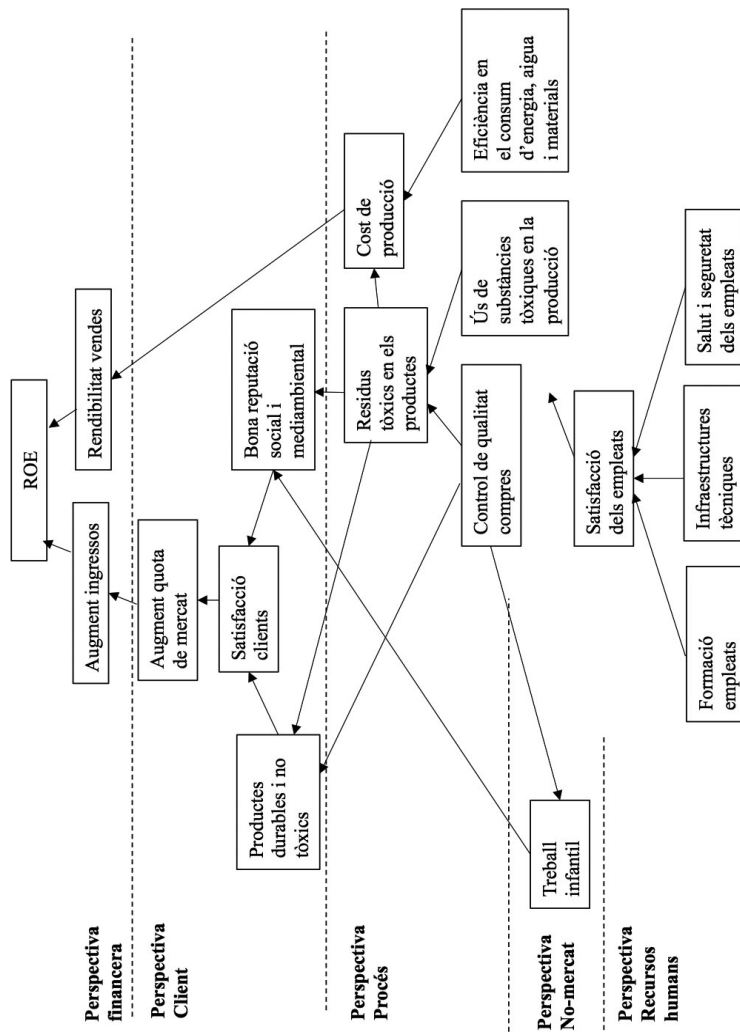 ROE
Perspectiva
financera
Augment ingressos
Rendibilitat vendes
Perspectiva
Client
Augment quota
de mercat
Satisfacció
clients
Productes
durables i no
tòxics
Bona reputació
social i
mediambiental
Perspectiva
Procés
Residus
tòxics en els
productes
Cost de
producció
Control de qualitat
compres
Ús de
substàncies
tòxiques en la
producció
Eficiència en
el consum
d’energia, aigua
i materials
Perspectiva
No-mercat
Treball
infantil
Perspectiva
Recursos
humans
Satisfacció
dels empleats
Formació
empleats
Infraestructures
tècniques
Salut i seguretat
dels empleats